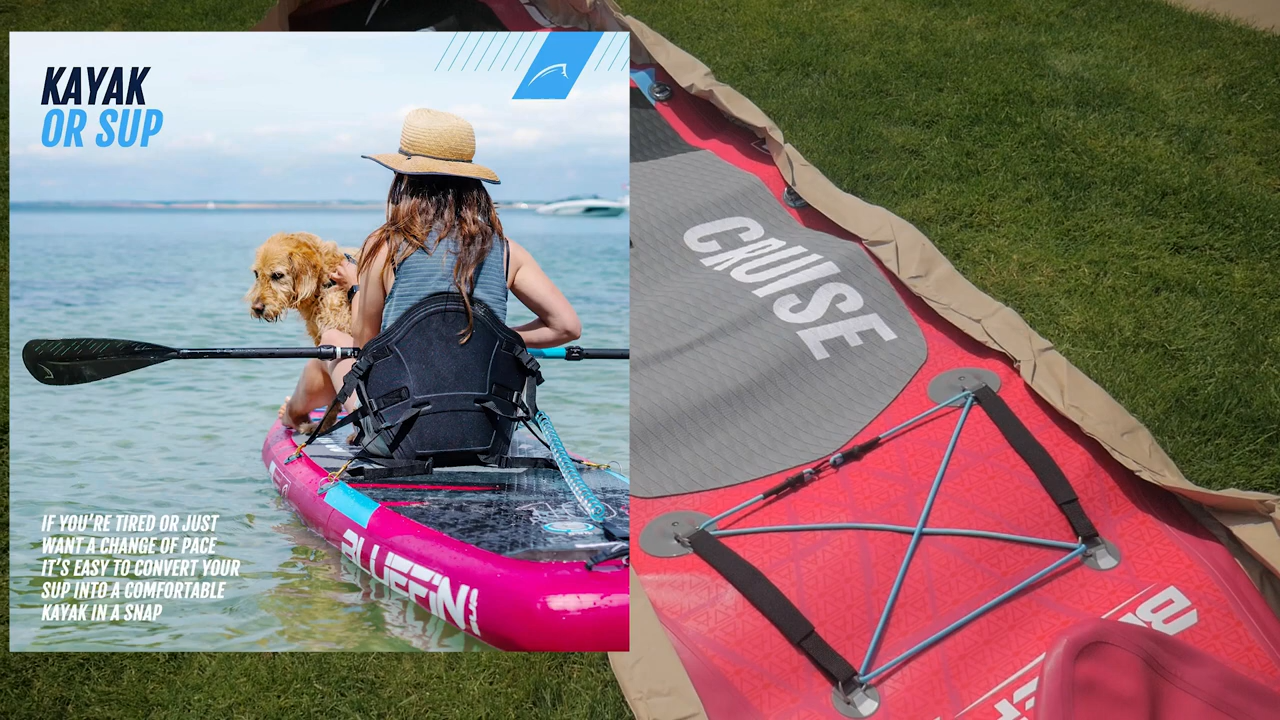 KAYAK
OR SUP
IF YOU'RE TIRED OR JUST
WANT A CHANGE OF PACE
IT'S EASY TO CONVERT YOUR
SUP INTO A COMFORTABLE
KAYAK IN A SNAP
BLUEFIN
CRUISE